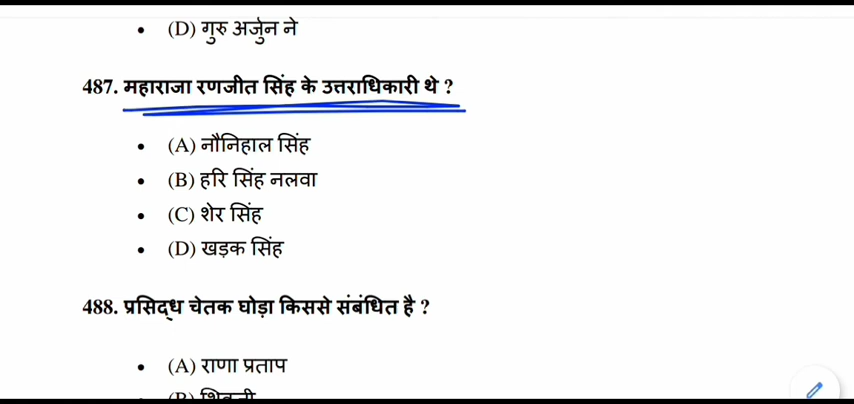 (D) गुरु अर्जुन ने
487. महाराजा रणजीत सिंह के उत्तराधिकारी थे ?
(A) नौनिहाल सिंह
(B) हरि सिंह नलवा
(C) शेर सिंह
(D) खड़क सिंह
488. प्रसिद्ध चेतक घोड़ा किससे संबंधित है ?
(A) राणा प्रताप